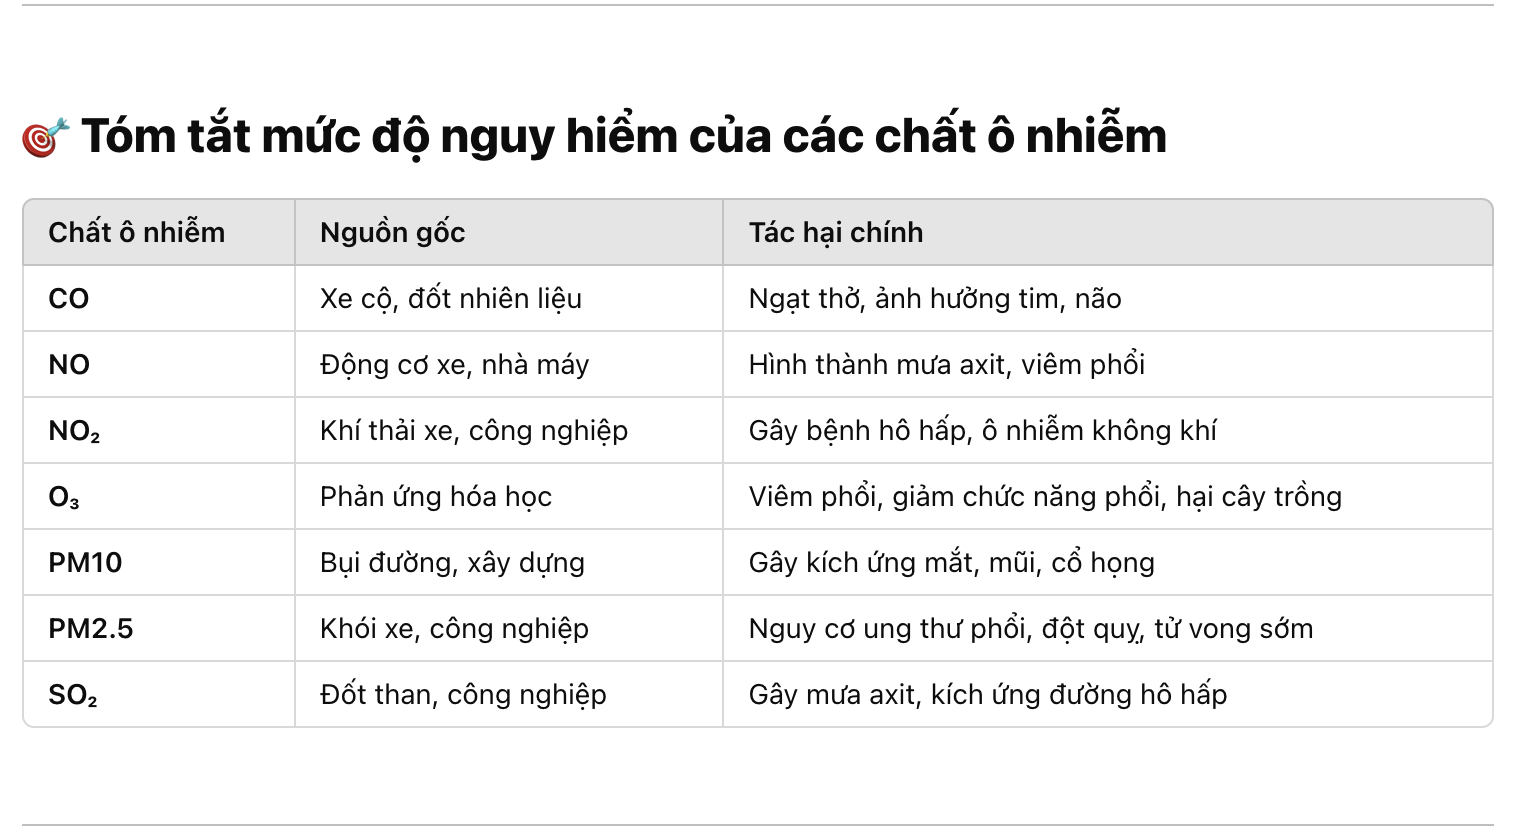 🎯 Tóm tắt mức độ nguy hiểm của các chất ô nhiễm
Chất ô nhiễm Nguồn gốc Tác hại chính
CO Xe cộ, đốt nhiên liệu Ngạt thở, ảnh hưởng tim, não
NO Động cơ xe, nhà máy Hình thành mưa axit, viêm phổi
NO₂ Khí thải xe, công nghiệp Gây bệnh hô hấp, ô nhiễm không khí
O₃ Phản ứng hóa học Viêm phổi, giảm chức năng phổi, hại cây trồng
PM10 Bụi đường, xây dựng Gây kích ứng mắt, mũi, cổ họng
PM2.5 Khói xe, công nghiệp Nguy cơ ung thư phổi, đột quỵ, tử vong sớm
SO₂ Đốt than, công nghiệp Gây mưa axit, kích ứng đường hô hấp